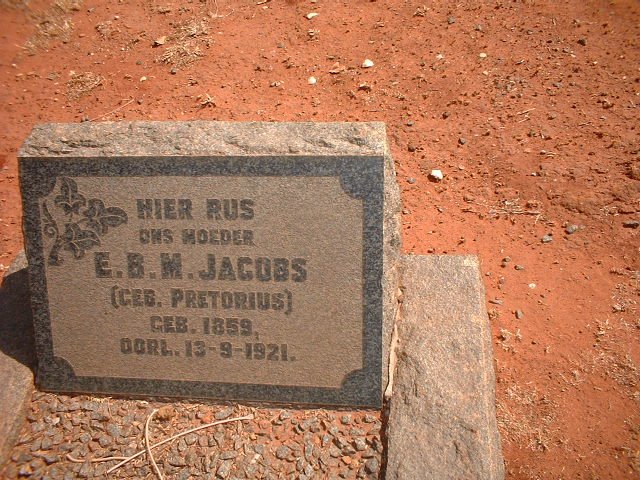 HIER RUS
ONS MOEDER
E.B.M. JACOBS
(GEB. PRETORIUS)
GEB. 1859,
OORL. 13-9-1921.